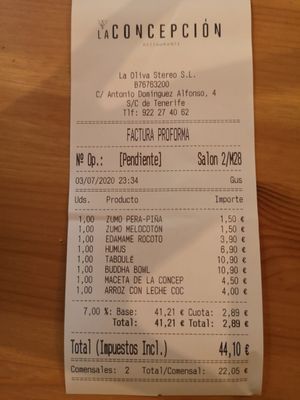 LA CONCEPCIÓN
RESTAURANTE
La Oliva Stereo S.L.
B76763200
C/ Antonio Dominguez Alfonso, 4
S/C de Tenerife
Tlf: 922 27 40 62
FACTURA PROFORMA
Nº Op.: [Pendiente] Salon 2/M28
03/07/2020 23:34 Gus
Uds. Producto Importe
1,00 ZUMO PERA-PIÑA 1,50 €
1,00 ZUMO MELOCOTÓN 1,50 €
1,00 EDAMAME ROCOTO 3,90 €
1,00 HUMUS 6,90 €
1,00 TABOULÉ 10,90 €
1,00 BUDDHA BOWL 10,90 €
1,00 MACETA DE LA CONCEP 4,50 €
1,00 ARROZ CON LECHE COC 4,00 €
7,00 %: Base: 41,21 € Cuota: 2,89 €
Total: 41,21 € Total: 2,89 €
Total (Impuestos Incl.) 44,10 €
Comensales: 2 Total/Comensal: 22,05 €